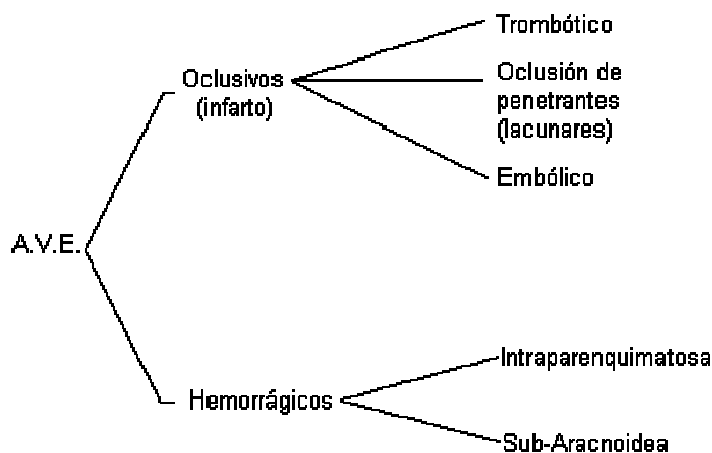 Trombótico
Oclusivos
(infarto)
Oclusión de
penetrantes
(lacunares)
Embólico
A.V.E.
Intraparenquimatosa
Hemorrágicos
Sub-Aracnoidea